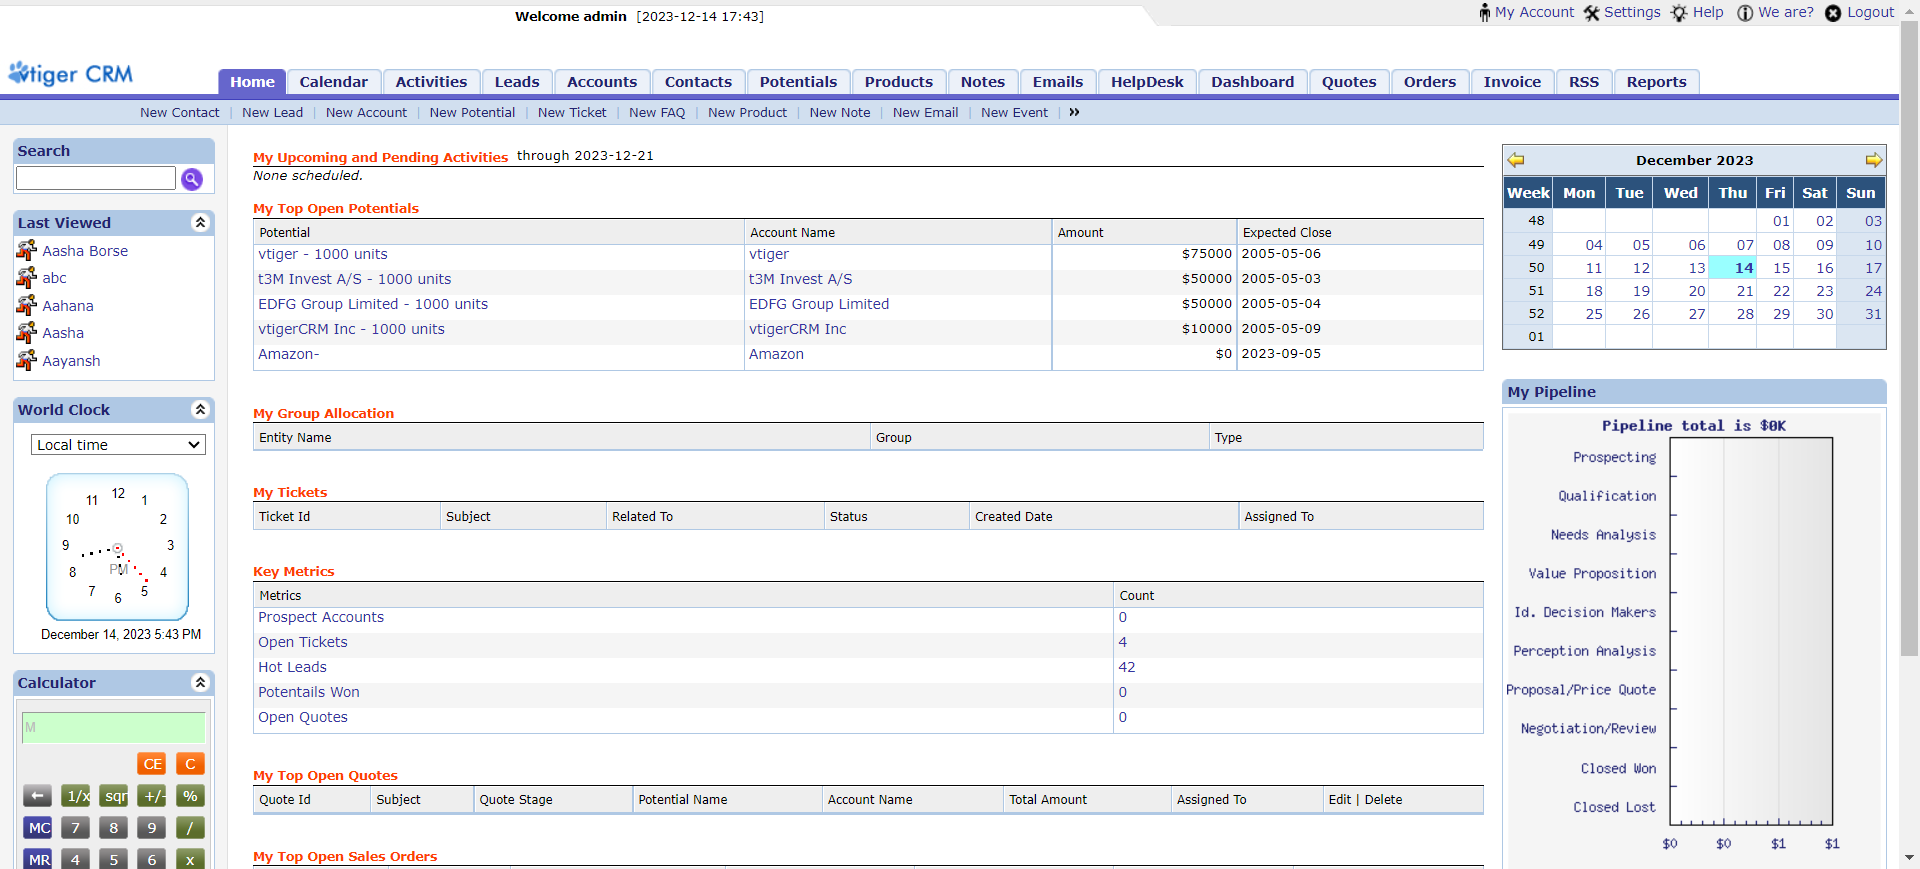 Welcome admin [2023-12-14 17:43]
My Account Settings Help We are? Logout
vtiger CRM
Home Calendar Activities Leads Accounts Contacts Potentials Products Notes Emails HelpDesk Dashboard Quotes Orders Invoice RSS Reports
New Contact | New Lead | New Account | New Potential | New Ticket | New FAQ | New Product | New Note | New Email | New Event | »
Search
Last Viewed
Aasha Borse
abc
Aahana
Aasha
Aayansh
World Clock
Local time
12
11 1
10 2
9 3
8 4
7 5
6
PM
December 14, 2023 5:43 PM
Calculator
M
CE C
← 1/x sqr +/- %
MC 7 8 9 /
MR 4 5 6 x
My Upcoming and Pending Activities through 2023-12-21
None scheduled.
My Top Open Potentials
Potential Account Name Amount Expected Close
vtiger - 1000 units vtiger $75000 2005-05-06
t3M Invest A/S - 1000 units t3M Invest A/S $50000 2005-05-03
EDFG Group Limited - 1000 units EDFG Group Limited $50000 2005-05-04
vtigerCRM Inc - 1000 units vtigerCRM Inc $10000 2005-05-09
Amazon- Amazon $0 2023-09-05
My Group Allocation
Entity Name Group Type
My Tickets
Ticket Id Subject Related To Status Created Date Assigned To
Key Metrics
Metrics Count
Prospect Accounts 0
Open Tickets 4
Hot Leads 42
Potentails Won 0
Open Quotes 0
My Top Open Quotes
Quote Id Subject Quote Stage Potential Name Account Name Total Amount Assigned To Edit | Delete
My Top Open Sales Orders
December 2023
Week Mon Tue Wed Thu Fri Sat Sun
48 01 02 03
49 04 05 06 07 08 09 10
50 11 12 13 14 15 16 17
51 18 19 20 21 22 23 24
52 25 26 27 28 29 30 31
01
My Pipeline
Pipeline total is $0K
Prospecting
Qualification
Needs Analysis
Value Proposition
Id. Decision Makers
Perception Analysis
Proposal/Price Quote
Negotiation/Review
Closed Won
Closed Lost
$0 $0 $1 $1